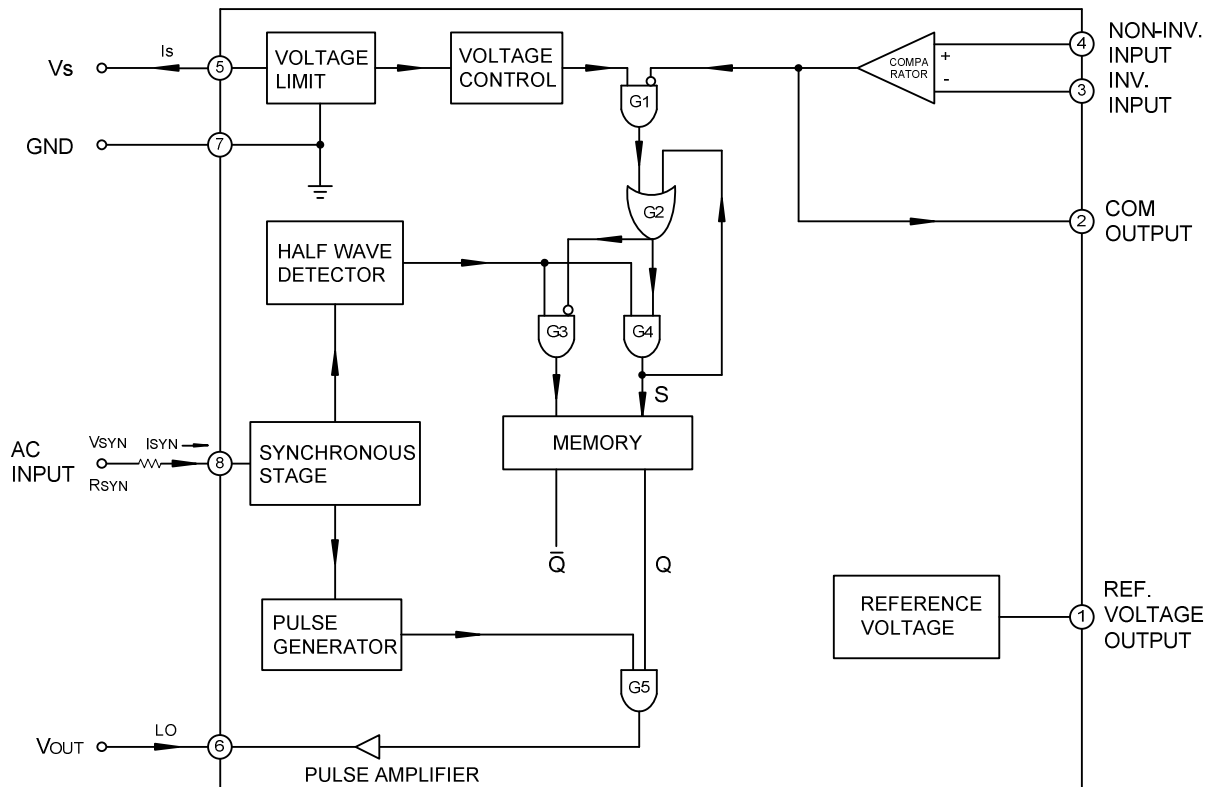 Vs
Is
5
VOLTAGE
LIMIT
VOLTAGE
CONTROL
G1
COMPA
RATOR
+
-
4
NON-INV.
INPUT
3
INV.
INPUT
GND
7
G2
2
COM
OUTPUT
HALF WAVE
DETECTOR
G3
G4
S
MEMORY
AC
INPUT
VSYN
ISYN
RSYN
8
SYNCHRONOUS
STAGE
Q̅
Q
PULSE
GENERATOR
G5
REFERENCE
VOLTAGE
1
REF.
VOLTAGE
OUTPUT
VOUT
LO
6
PULSE AMPLIFIER